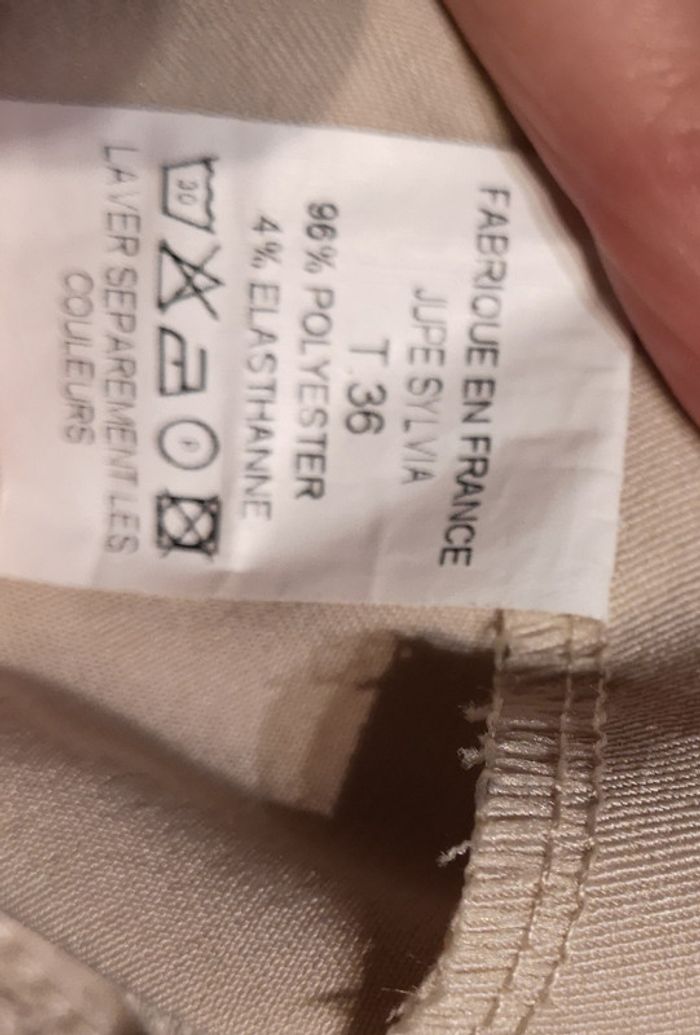 FABRIQUE EN FRANCE
JUPE SYLVIA
T.36
96% POLYESTER
4% ELASTHANNE
30 P
LAVER SEPAREMENT LES
COULEURS